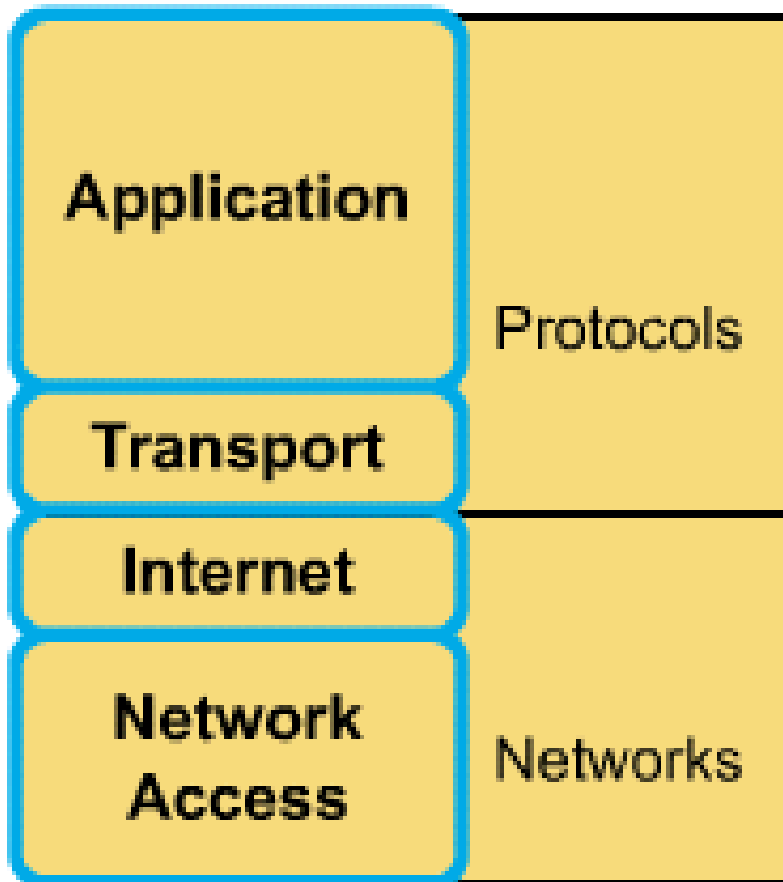 Application
Protocols
Transport
Internet
Network
Access
Networks